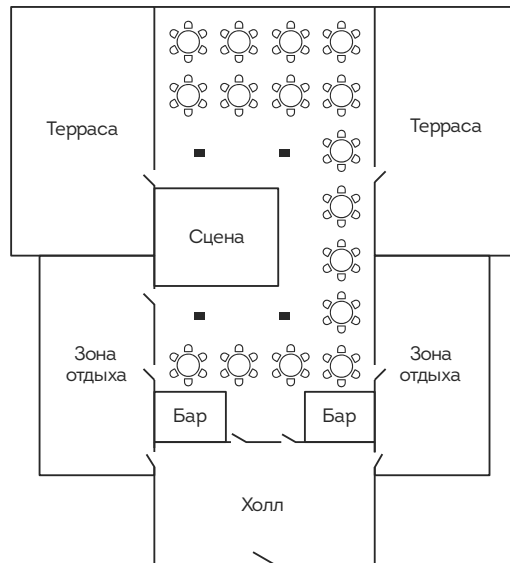 Терраса
Терраса
Сцена
Зона
отдыха
Зона
отдыха
Бар
Бар
Холл